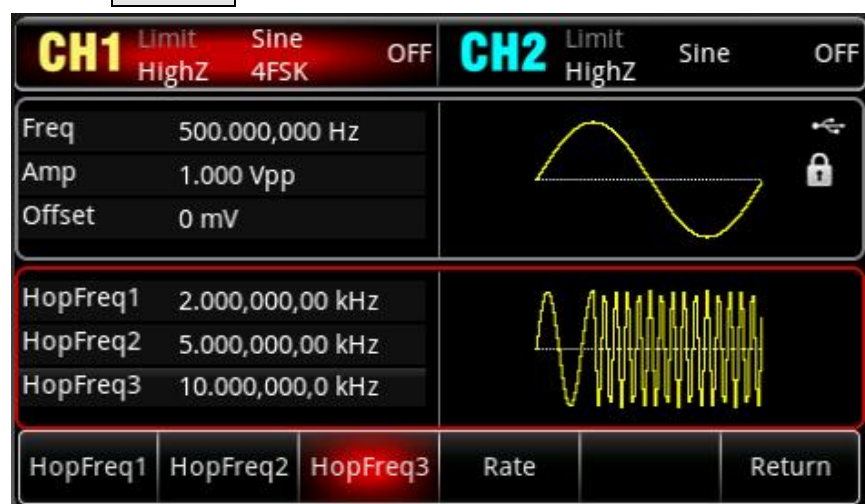 CH1 Limit Sine OFF CH2 Limit Sine OFF
HighZ 4FSK HighZ
Freq 500.000,000 Hz
Amp 1.000 Vpp
Offset 0 mV
HopFreq1 2.000,000,00 kHz
HopFreq2 5.000,000,00 kHz
HopFreq3 10.000,000,0 kHz
HopFreq1 HopFreq2 HopFreq3 Rate Return